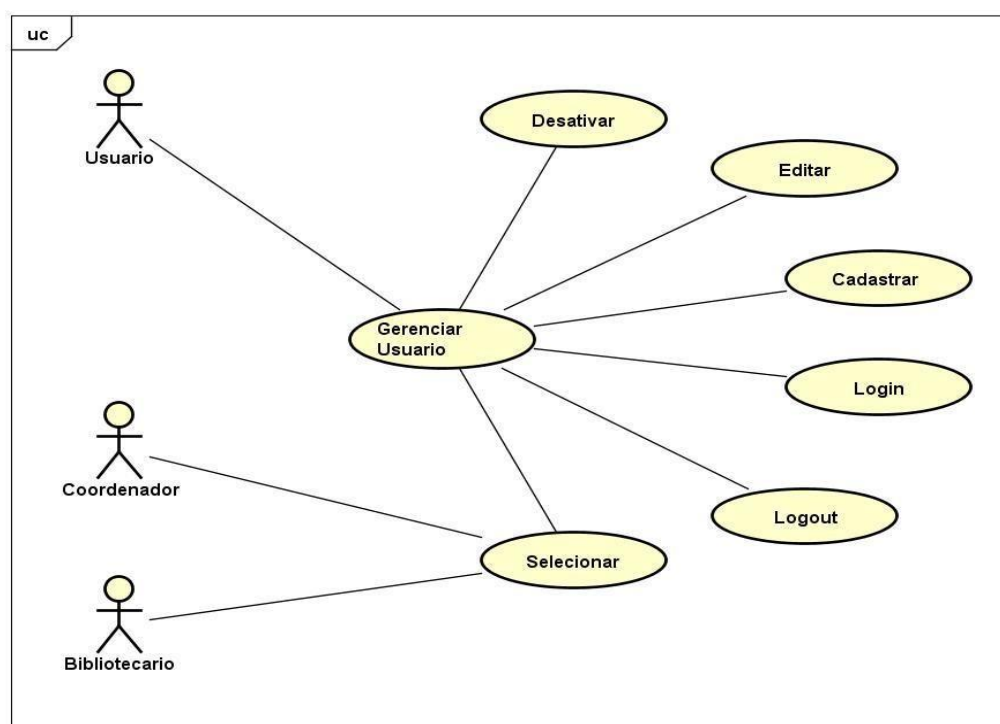 uc
Usuario
Desativar
Editar
Cadastrar
Gerenciar
Usuario
Login
Coordenador
Logout
Selecionar
Bibliotecario